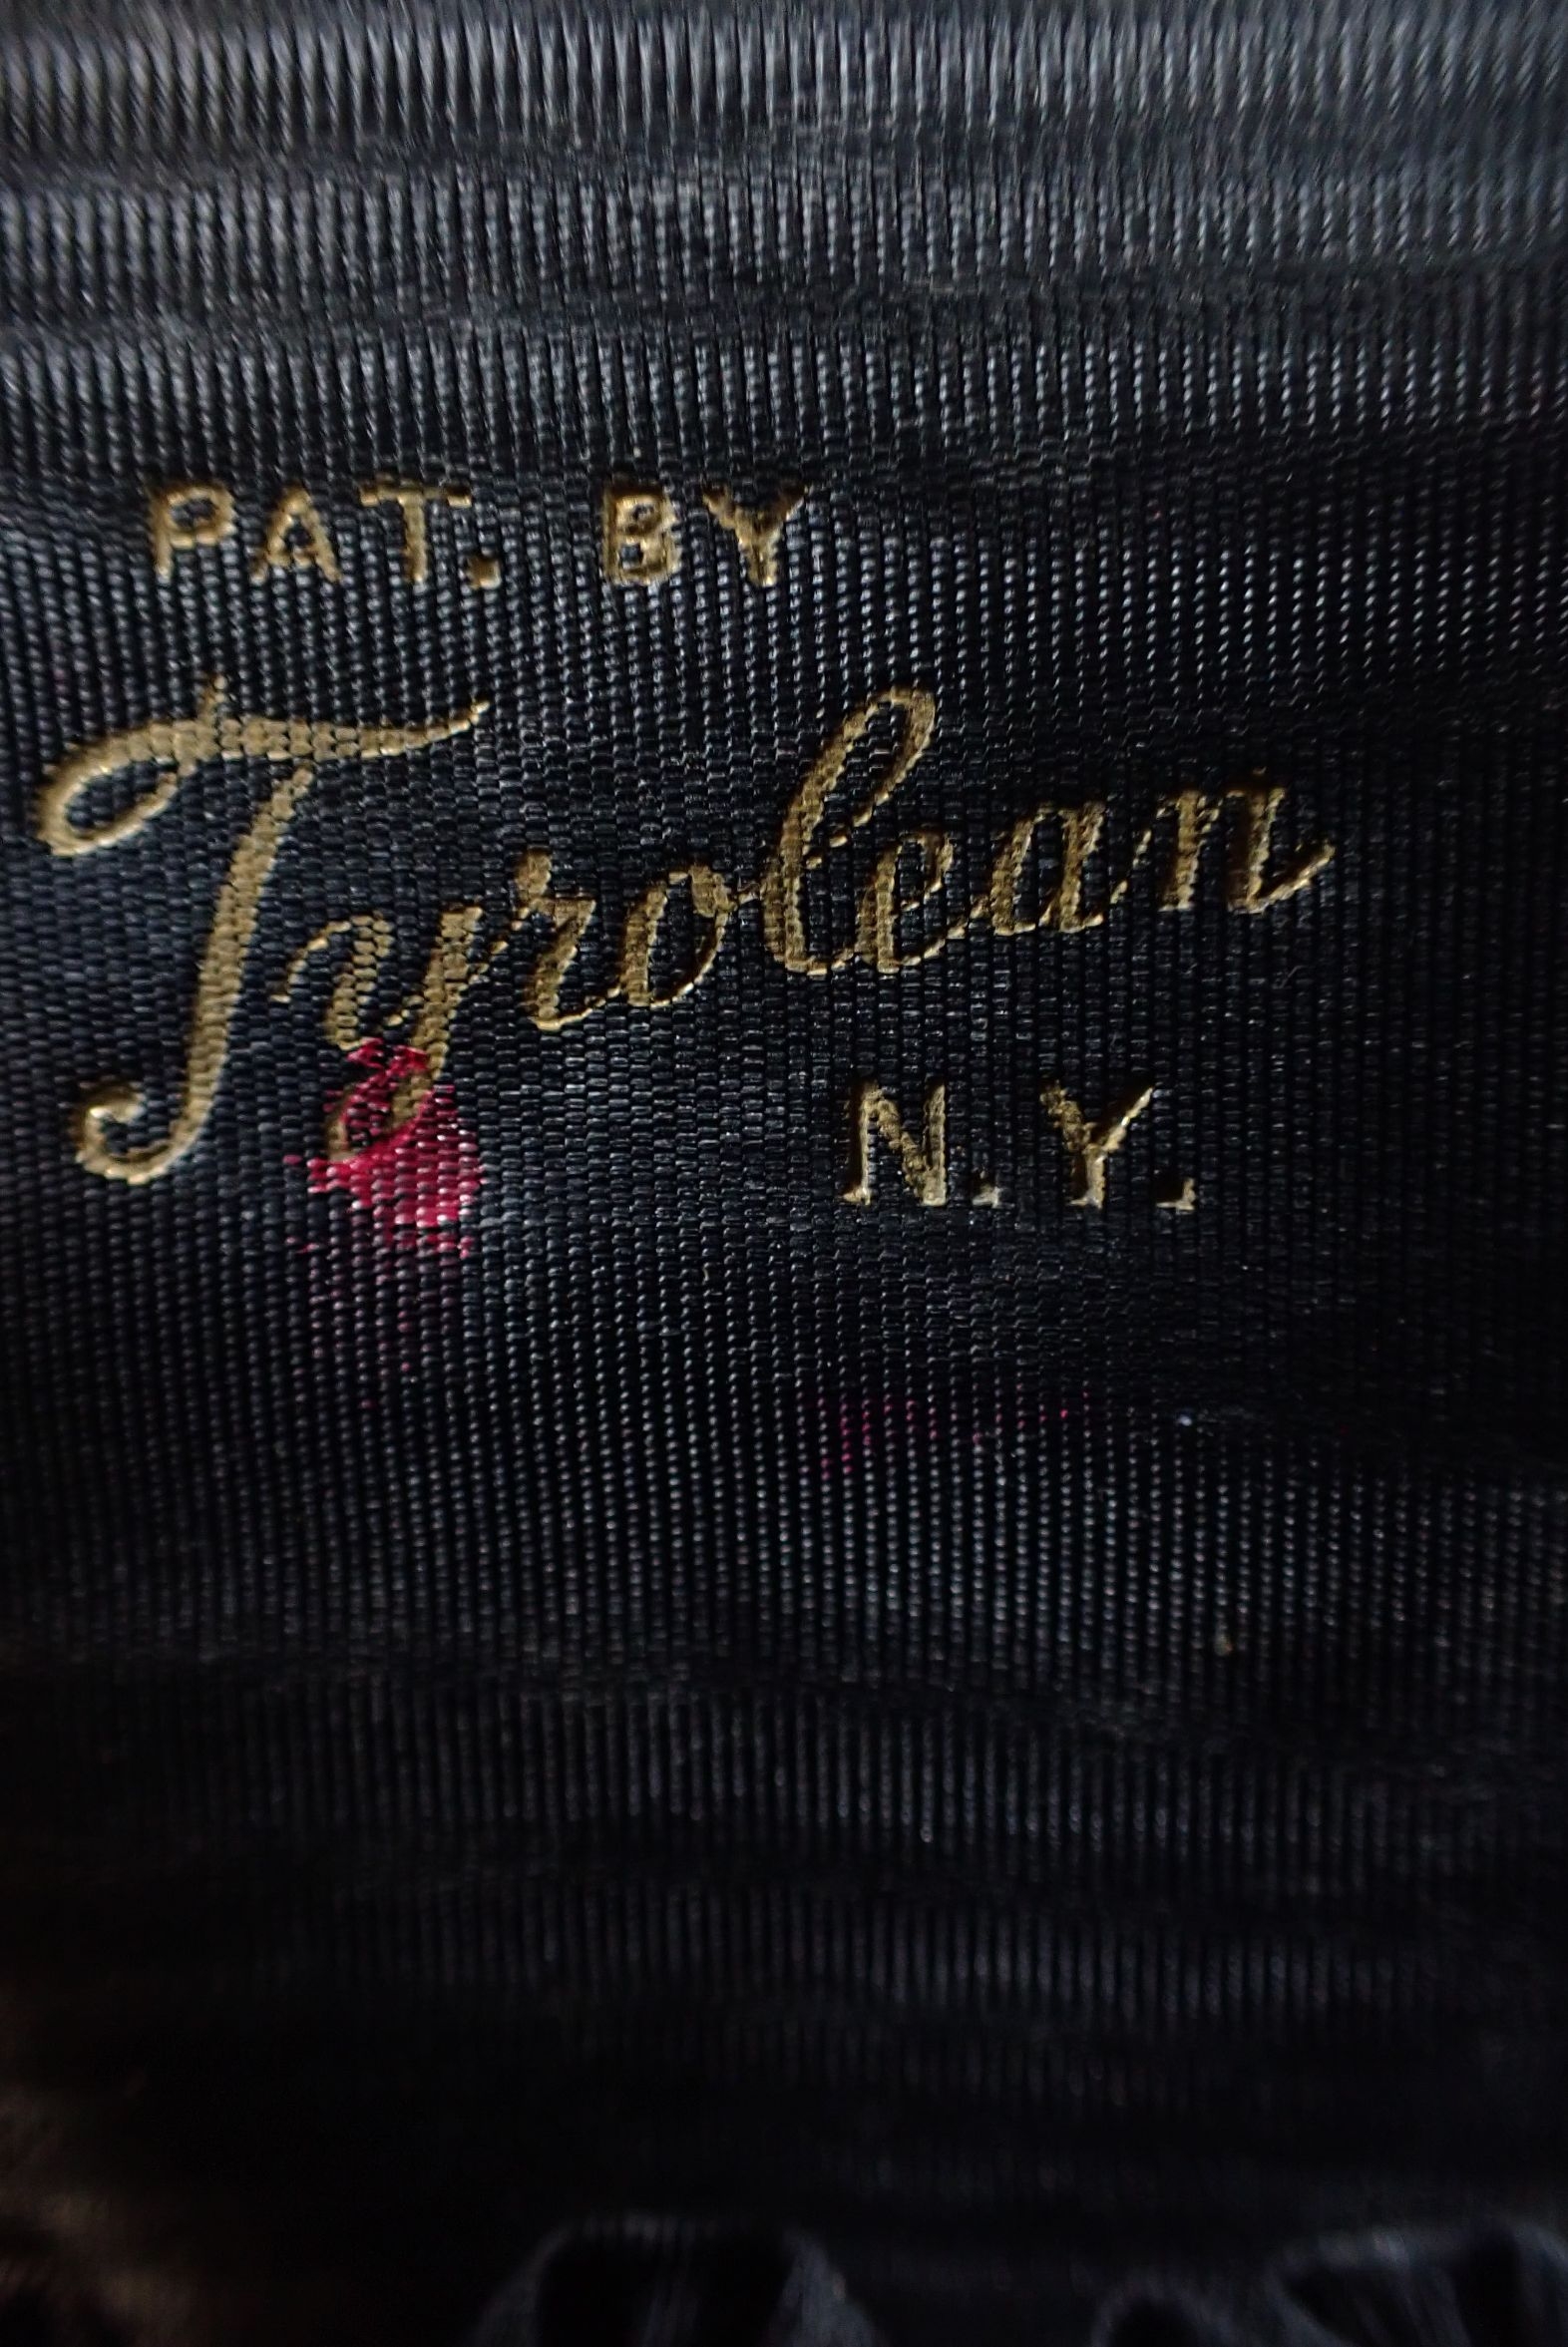 PAT. BY
Tyrolean
N.Y.